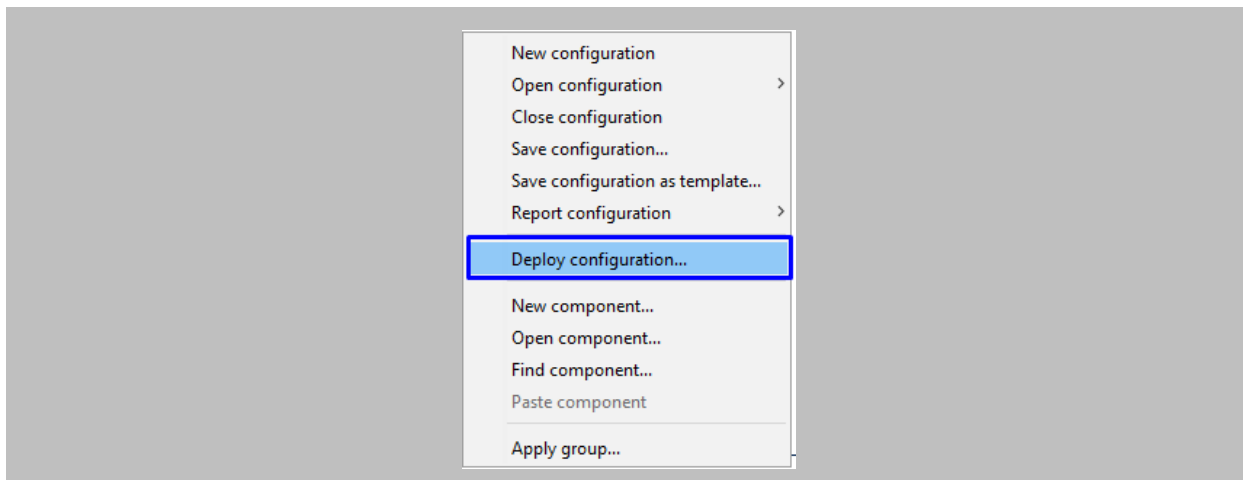 New configuration
Open configuration
Close configuration
Save configuration...
Save configuration as template...
Report configuration
Deploy configuration...
New component...
Open component...
Find component...
Paste component
Apply group...